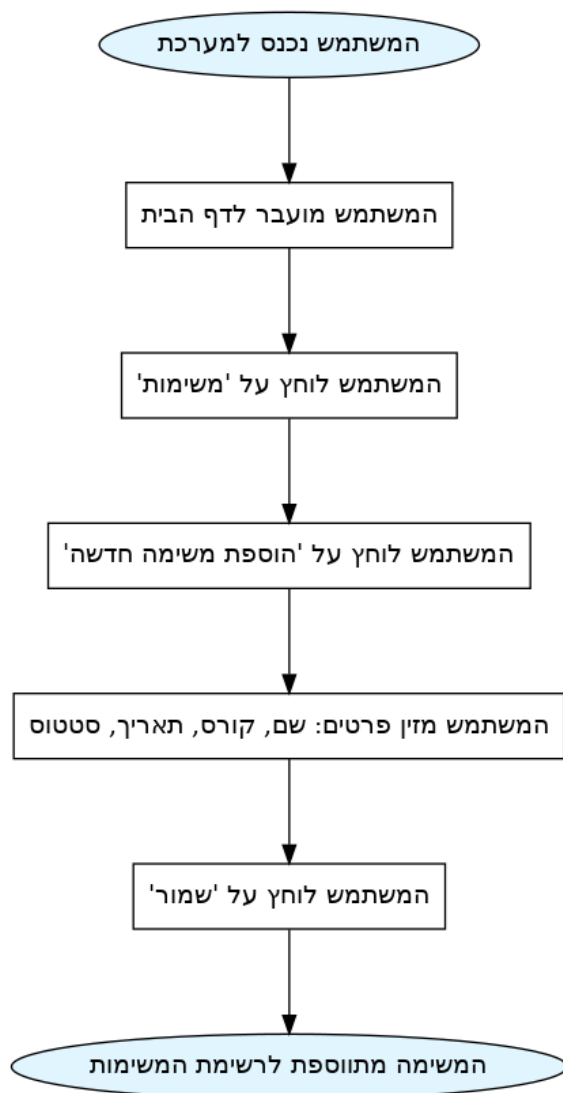 המשתמש נכנס למערכת
המשתמש מועבר לדף הבית
המשתמש לוחץ על 'משימות'
המשתמש לוחץ על 'הוספת משימה חדשה'
המשתמש מזין פרטים: שם, קורס, תאריך, סטטוס
המשתמש לוחץ על 'שמור'
המשימה מתווספת לרשימת המשימות